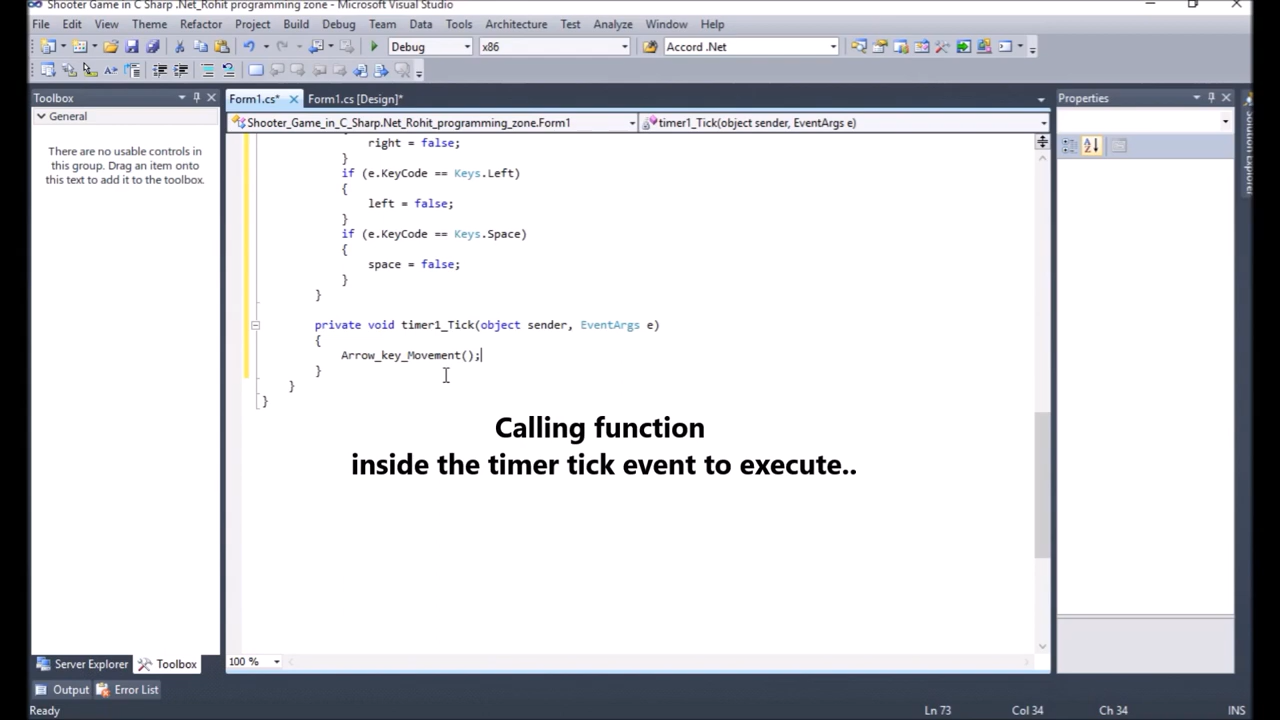 Shooter Game in C Sharp .Net_Rohit programming zone - Microsoft Visual Studio
File Edit View Theme Refactor Project Build Debug Team Data Tools Architecture Test Analyze Window Help
Debug x86 Accord .Net
Toolbox
General
There are no usable controls in
this group. Drag an item onto
this text to add it to the toolbox.
Form1.cs* Form1.cs [Design]*
Shooter_Game_in_C_Sharp.Net_Rohit_programming_zone.Form1 timer1_Tick(object sender, EventArgs e)
right = false;
}
if (e.KeyCode == Keys.Left)
{
left = false;
}
if (e.KeyCode == Keys.Space)
{
space = false;
}
}
private void timer1_Tick(object sender, EventArgs e)
{
Arrow_key_Movement();
}
}
}
Calling function
inside the timer tick event to execute..
100 %
Properties
Solution Explorer
Server Explorer Toolbox
Output Error List
Ready Ln 73 Col 34 Ch 34 INS